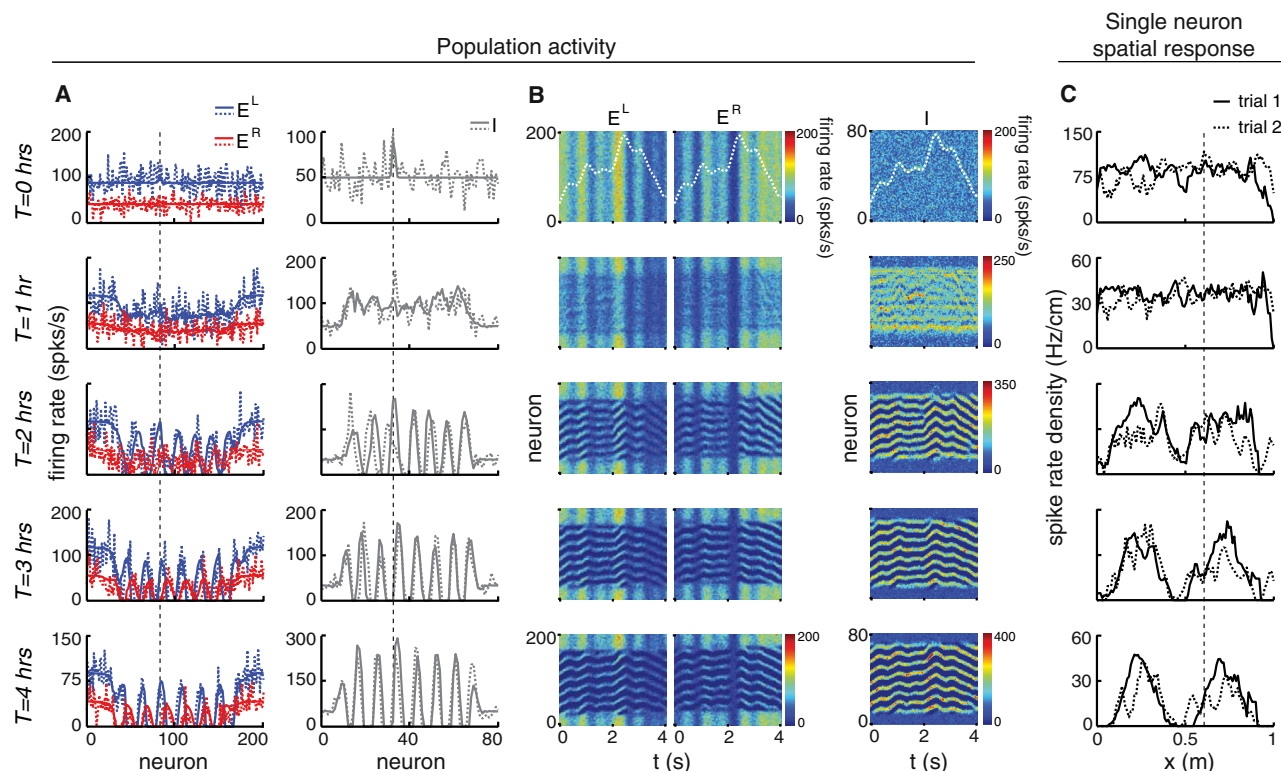 Population activity
Single neuron
spatial response
A
E^L
E^R
I
B
E^L
E^R
I
C
trial 1
trial 2
T=0 hrs
T=1 hr
T=2 hrs
T=3 hrs
T=4 hrs
firing rate (spks/s)
200
100
0
100
50
0
200
100
0
200
100
0
200
100
0
200
100
0
150
75
0
300
150
0
0 100 200
neuron
0 40 80
neuron
neuron
200
0
200
0
0 2 4
0 2 4
t (s)
200
100
0
firing rate (spks/s)
200
0
neuron
80
0
80
0
0 2 4
t (s)
200
100
0
firing rate (spks/s)
250
0
350
0
400
0
spike rate density (Hz/cm)
150
75
0
60
30
0
60
30
0
0 0.5 1
x (m)